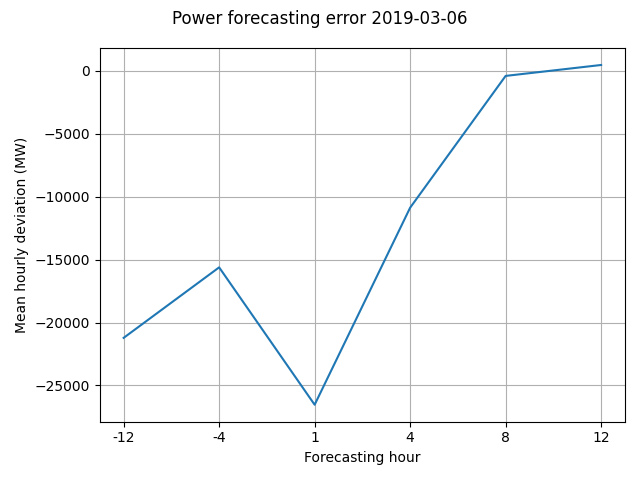 Power forecasting error 2019-03-06
Mean hourly deviation (MW)
0
−5000
−10000
−15000
−20000
−25000
-12 -4 1 4 8 12
Forecasting hour